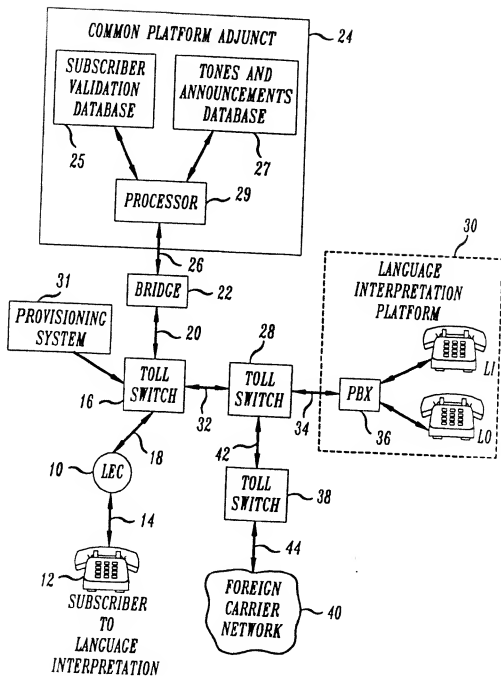 COMMON PLATFORM ADJUNCT
24
SUBSCRIBER
VALIDATION
DATABASE
25
TONES AND
ANNOUNCEMENTS
DATABASE
27
PROCESSOR
29
26
BRIDGE
22
20
31
PROVISIONING
SYSTEM
TOLL
SWITCH
16
32
28
TOLL
SWITCH
34
30
LANGUAGE
INTERPRETATION
PLATFORM
PBX
36
LI
LO
18
10
LEC
14
12
SUBSCRIBER
TO
LANGUAGE
INTERPRETATION
42
TOLL
SWITCH
38
44
FOREIGN
CARRIER
NETWORK
40